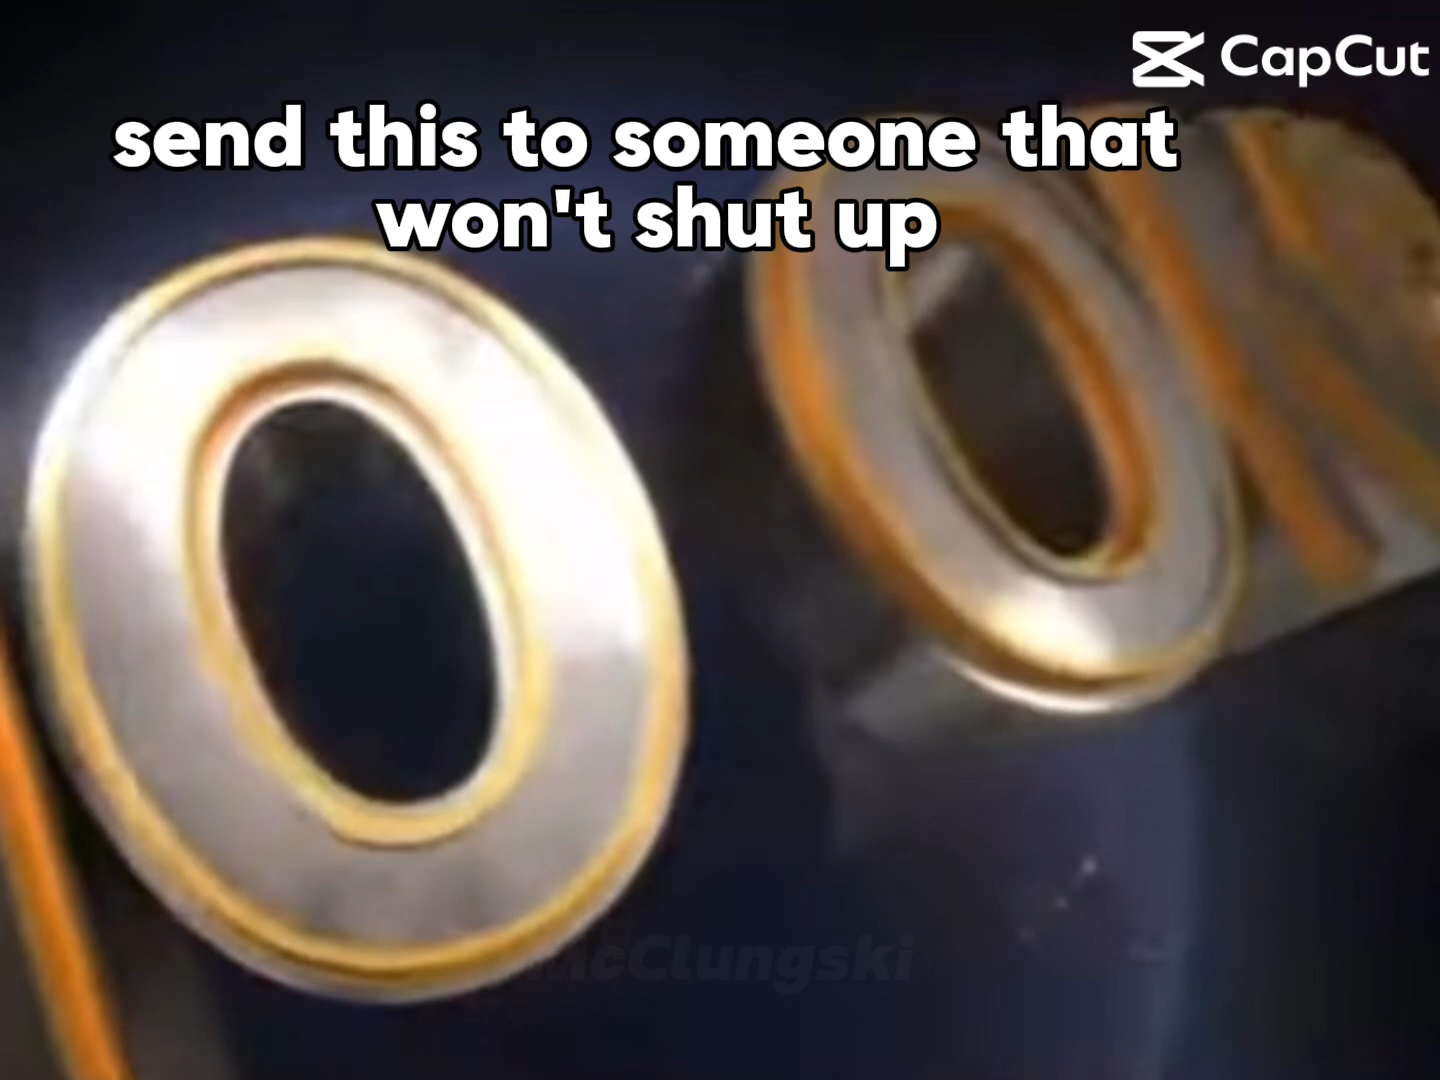 CapCut
send this to someone that
won't shut up
O O
McClungski